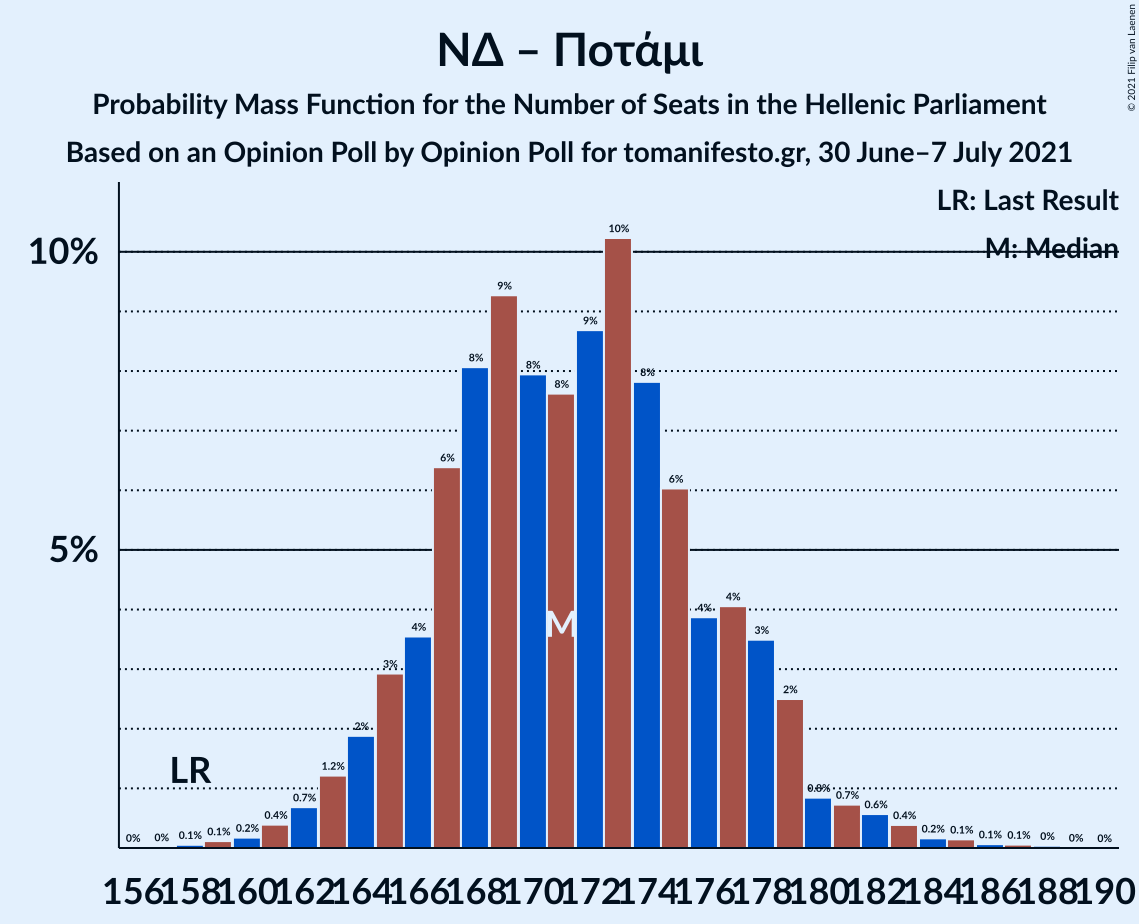 ΝΔ – Ποτάμι
Probability Mass Function for the Number of Seats in the Hellenic Parliament
Based on an Opinion Poll by Opinion Poll for tomanifesto.gr, 30 June–7 July 2021
© 2021 Filip van Laenen
LR: Last Result
M: Median
10%
5%
0% 0% 0.1% 0.1% 0.2% 0.4% 0.7% 1.2% 2% 3% 4% 6% 8% 9% 8% 8% 9% 10% 8% 6% 4% 4% 3% 2% 0.8% 0.7% 0.6% 0.4% 0.2% 0.1% 0.1% 0.1% 0% 0% 0%
LR
M
156 158 160 162 164 166 168 170 172 174 176 178 180 182 184 186 188 190